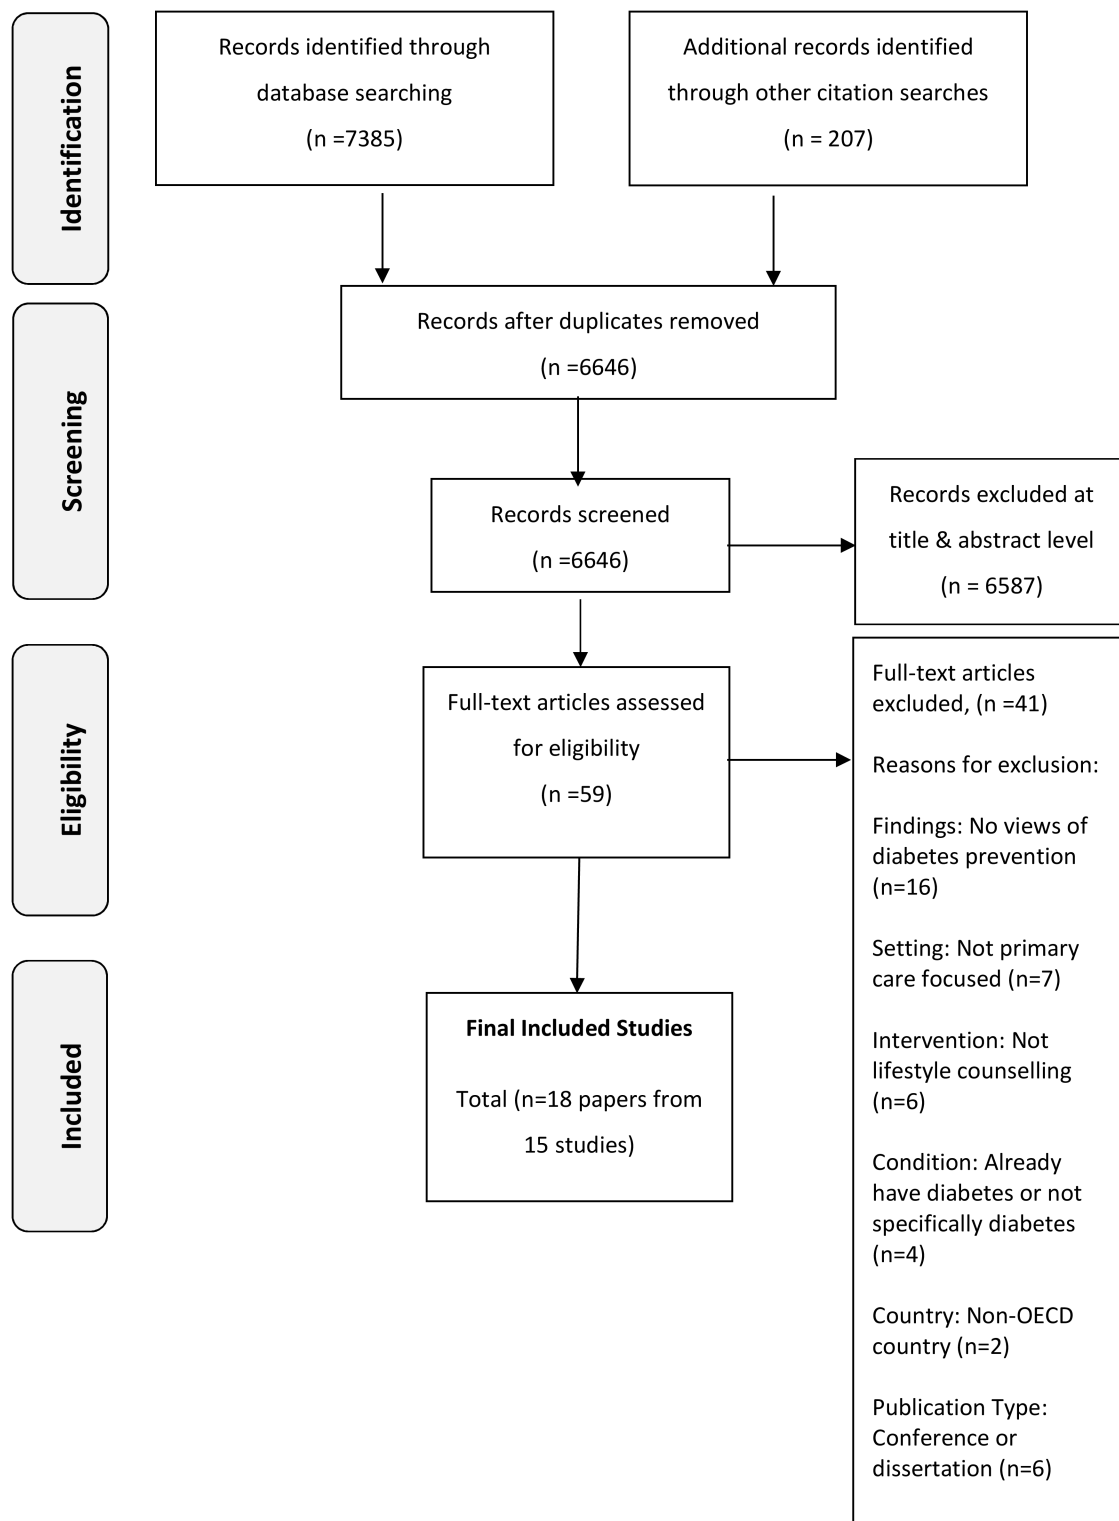 Identification
Records identified through
database searching
(n =7385)
Additional records identified
through other citation searches
(n = 207)
Screening
Records after duplicates removed
(n =6646)
Records screened
(n =6646)
Records excluded at
title & abstract level
(n = 6587)
Eligibility
Full-text articles assessed
for eligibility
(n =59)
Full-text articles
excluded, (n =41)
Reasons for exclusion:
Findings: No views of
diabetes prevention
(n=16)
Setting: Not primary
care focused (n=7)
Intervention: Not
lifestyle counselling
(n=6)
Condition: Already
have diabetes or not
specifically diabetes
(n=4)
Country: Non-OECD
country (n=2)
Publication Type:
Conference or
dissertation (n=6)
Included
Final Included Studies
Total (n=18 papers from
15 studies)